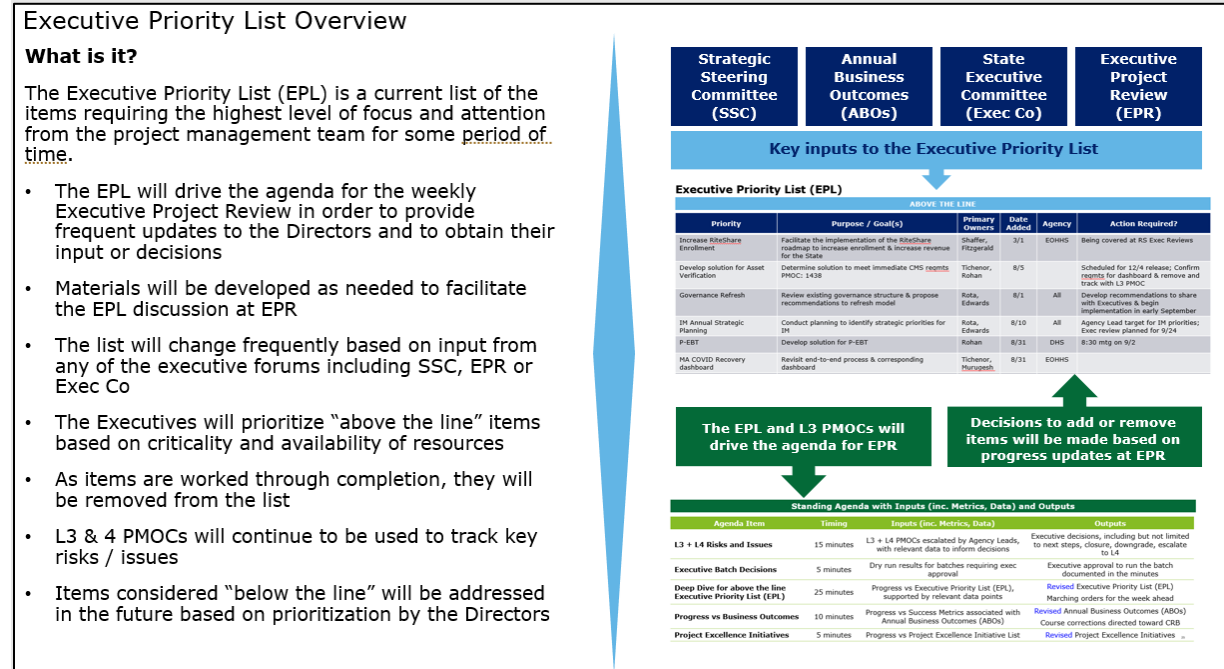 Executive Priority List Overview
What is it?
The Executive Priority List (EPL) is a current list of the
items requiring the highest level of focus and attention
from the project management team for some period of
time.
• The EPL will drive the agenda for the weekly
Executive Project Review in order to provide
frequent updates to the Directors and to obtain their
input or decisions
• Materials will be developed as needed to facilitate
the EPL discussion at EPR
• The list will change frequently based on input from
any of the executive forums including SSC, EPR or
Exec Co
• The Executives will prioritize “above the line” items
based on criticality and availability of resources
• As items are worked through completion, they will
be removed from the list
• L3 & 4 PMOCs will continue to be used to track key
risks / issues
• Items considered “below the line” will be addressed
in the future based on prioritization by the Directors
Strategic
Steering
Committee
(SSC)
Annual
Business
Outcomes
(ABOs)
State
Executive
Committee
(Exec Co)
Executive
Project
Review
(EPR)
Key inputs to the Executive Priority List
Executive Priority List (EPL)
ABOVE THE LINE
Priority Purpose / Goal(s) Primary Owners Date Added Agency Action Required?
Increase RiteShare
Enrollment
Facilitate the implementation of the RiteShare
roadmap to increase enrollment & increase revenue
for the State
Shaffer,
Fitzgerald
3/1
EOHHS
Being covered at RS Exec Reviews
Develop solution for Asset
Verification
Determine solution to meet immediate CMS reqmts
PMOC: 1438
Tichenor,
Rohan
8/5
Scheduled for 12/4 release; Confirm
reqmts for dashboard & remove and
track with L3 PMOC
Governance Refresh
Review existing governance structure & propose
recommendations to refresh model
Rota,
Edwards
8/1
All
Develop recommendations to share
with Executives & begin
implementation in early September
IM Annual Strategic
Planning
Conduct planning to identify strategic priorities for
IM
Rota,
Edwards
8/10
All
Agency Lead target for IM priorities;
Exec review planned for 9/24
P-EBT
Develop solution for P-EBT
Rohan
8/31
DHS
8:30 mtg on 9/2
MA COVID Recovery
dashboard
Revisit end-to-end process & corresponding
dashboard
Tichenor,
Murugesh
8/31
EOHHS
The EPL and L3 PMOCs will
drive the agenda for EPR
Decisions to add or remove
items will be made based on
progress updates at EPR
Standing Agenda with Inputs (inc. Metrics, Data) and Outputs
Agenda Item Timing Inputs (inc. Metrics, Data) Outputs
L3 + L4 Risks and Issues
15 minutes
L3 + L4 PMOCs escalated by Agency Leads,
with relevant data to inform decisions
Executive decisions, including but not limited
to next steps, closure, downgrade, escalate
to L4
Executive Batch Decisions
5 minutes
Dry run results for batches requiring exec
approval
Executive approval to run the batch
documented in the minutes
Deep Dive for above the line
Executive Priority List (EPL)
25 minutes
Progress vs Executive Priority List (EPL),
supported by relevant data points
Revised Executive Priority List (EPL)
Marching orders for the week ahead
Progress vs Business Outcomes
10 minutes
Progress vs Success Metrics associated with
Annual Business Outcomes (ABOs)
Revised Annual Business Outcomes (ABOs)
Course corrections directed toward CRB
Project Excellence Initiatives
5 minutes
Progress vs Project Excellence Initiative List
Revised Project Excellence Initiatives